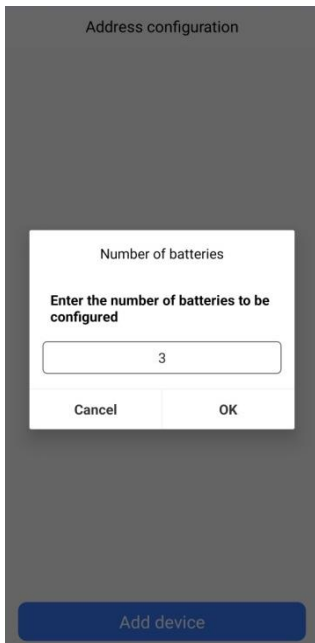 Address configuration
Number of batteries
Enter the number of batteries to be
configured
3
Cancel OK
Add device